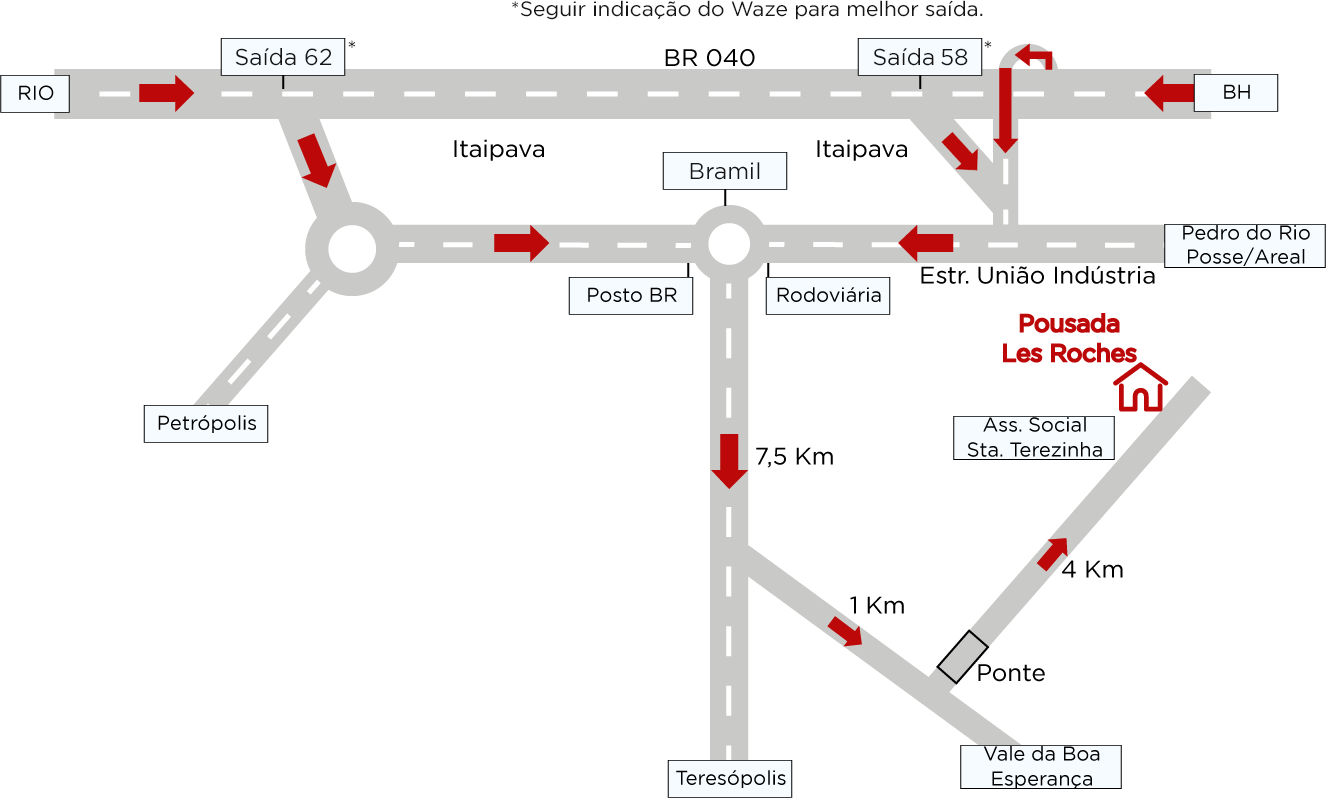 *Seguir indicação do Waze para melhor saída.
Saída 62 *
BR 040
Saída 58 *
RIO
BH
Itaipava
Itaipava
Bramil
Pedro do Rio
Posse/Areal
Estr. União Indústria
Posto BR
Rodoviária
Pousada
Les Roches
Petrópolis
Ass. Social
Sta. Terezinha
7,5 Km
4 Km
1 Km
Ponte
Vale da Boa
Esperança
Teresópolis